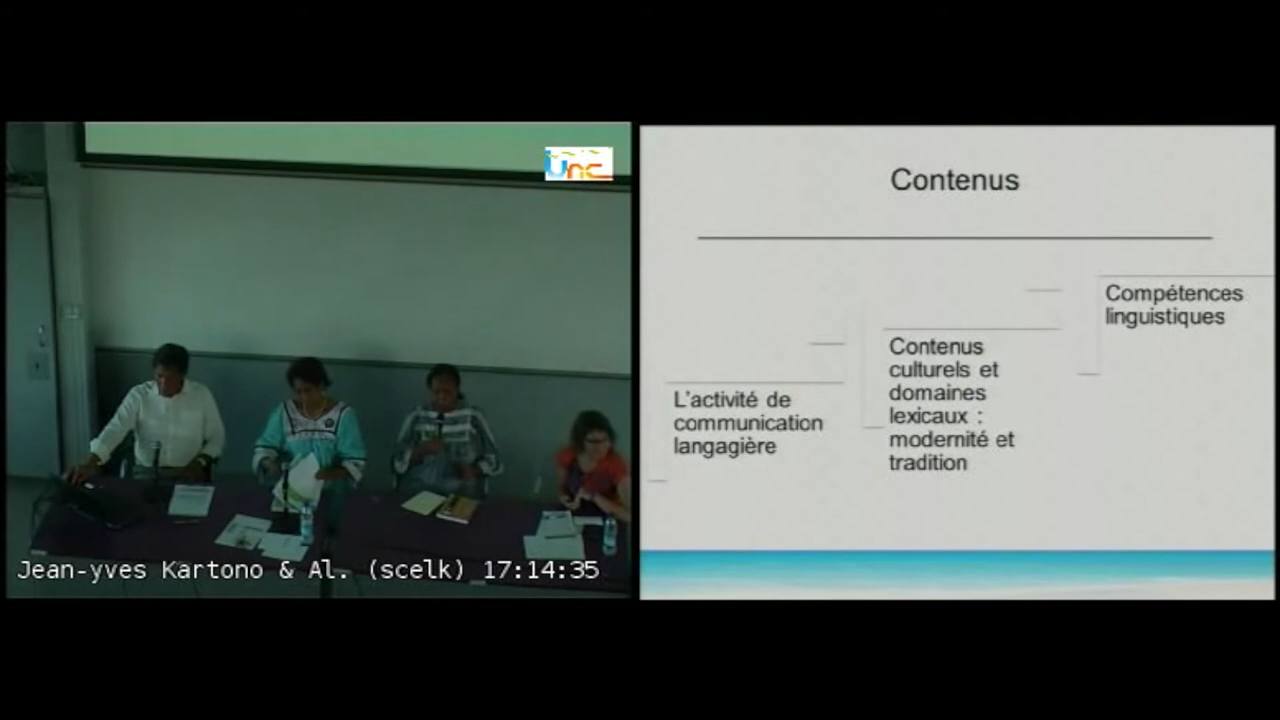 Unc
Jean-yves Kartono & Al. (scelk) 17:14:35
Contenus
L'activité de
communication
langagière
Contenus
culturels et
domaines
lexicaux :
modernité et
tradition
Compétences
linguistiques